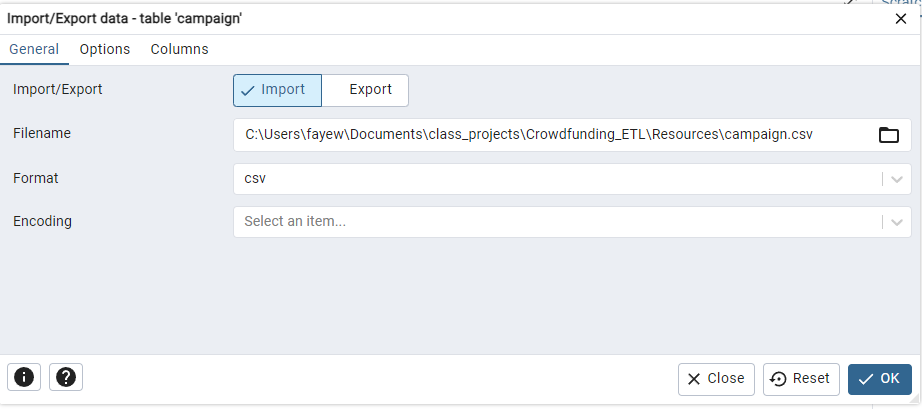 Import/Export data - table 'campaign'
General Options Columns
Import/Export Import Export
Filename C:\Users\fayew\Documents\class_projects\Crowdfunding_ETL\Resources\campaign.csv
Format csv
Encoding Select an item...
Close Reset OK